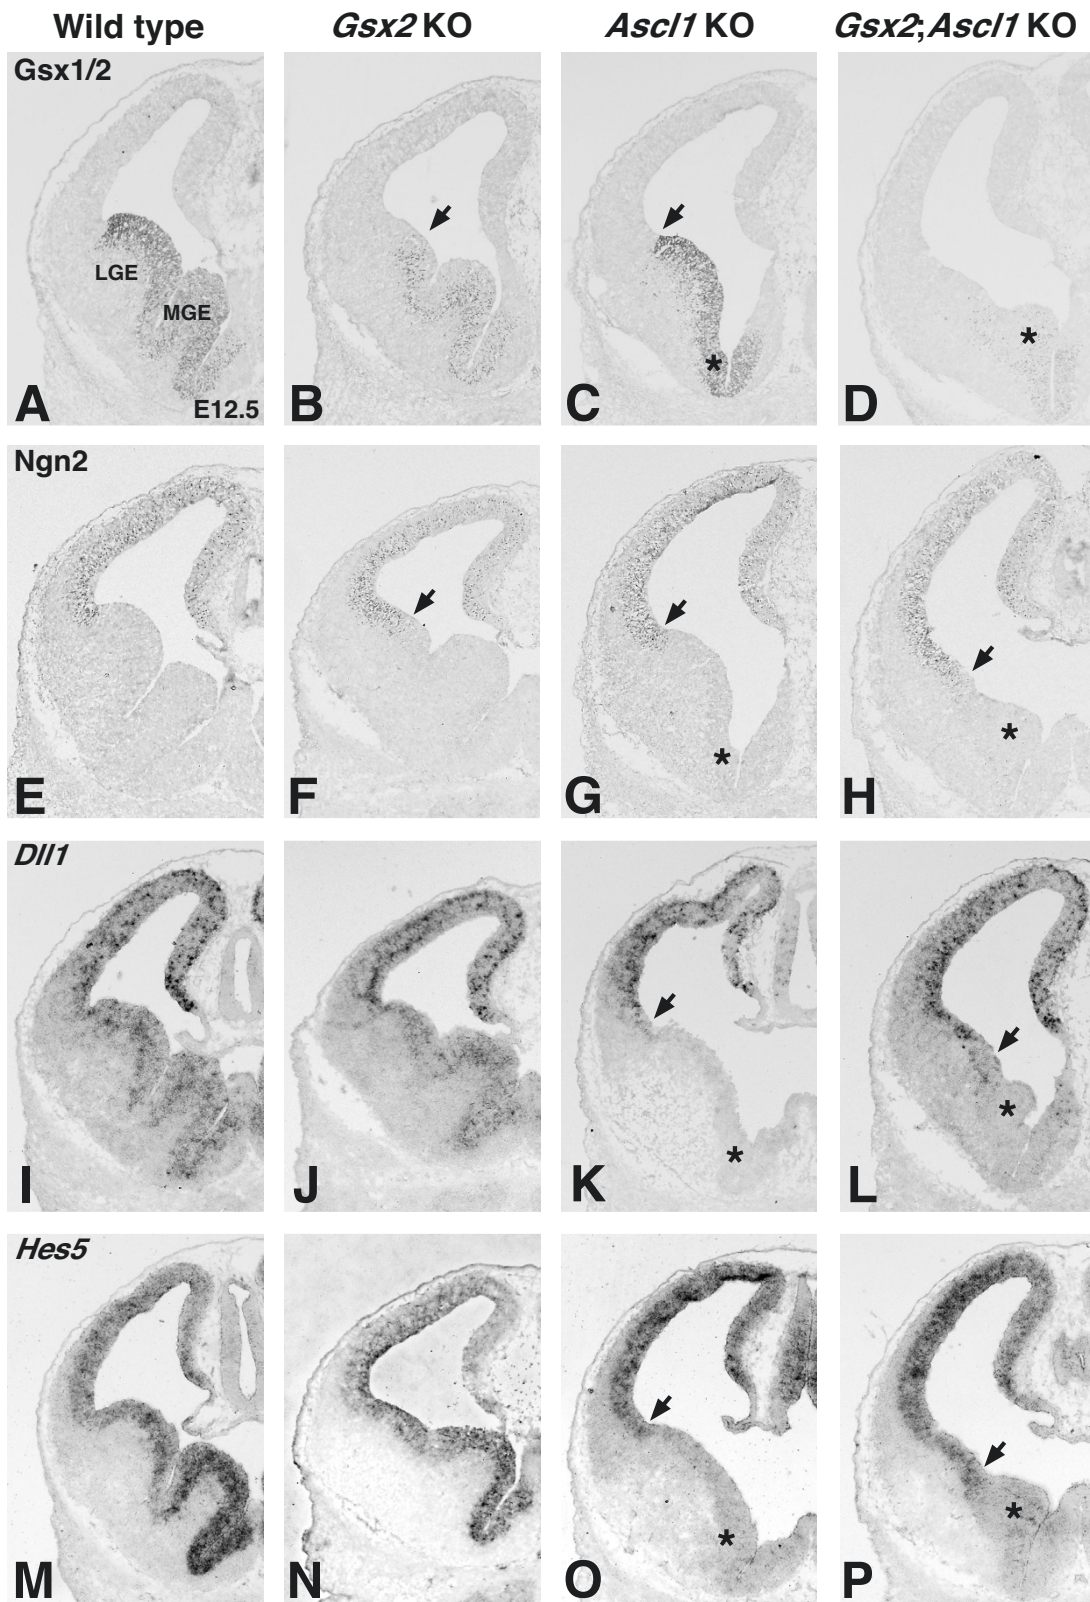 Wild type Gsx2 KO Ascl1 KO Gsx2;Ascl1 KO
Gsx1/2
LGE
MGE
E12.5
A B C * D *
Ngn2
E F G * H *
Dll1
I J K * L *
Hes5
M N O * P *